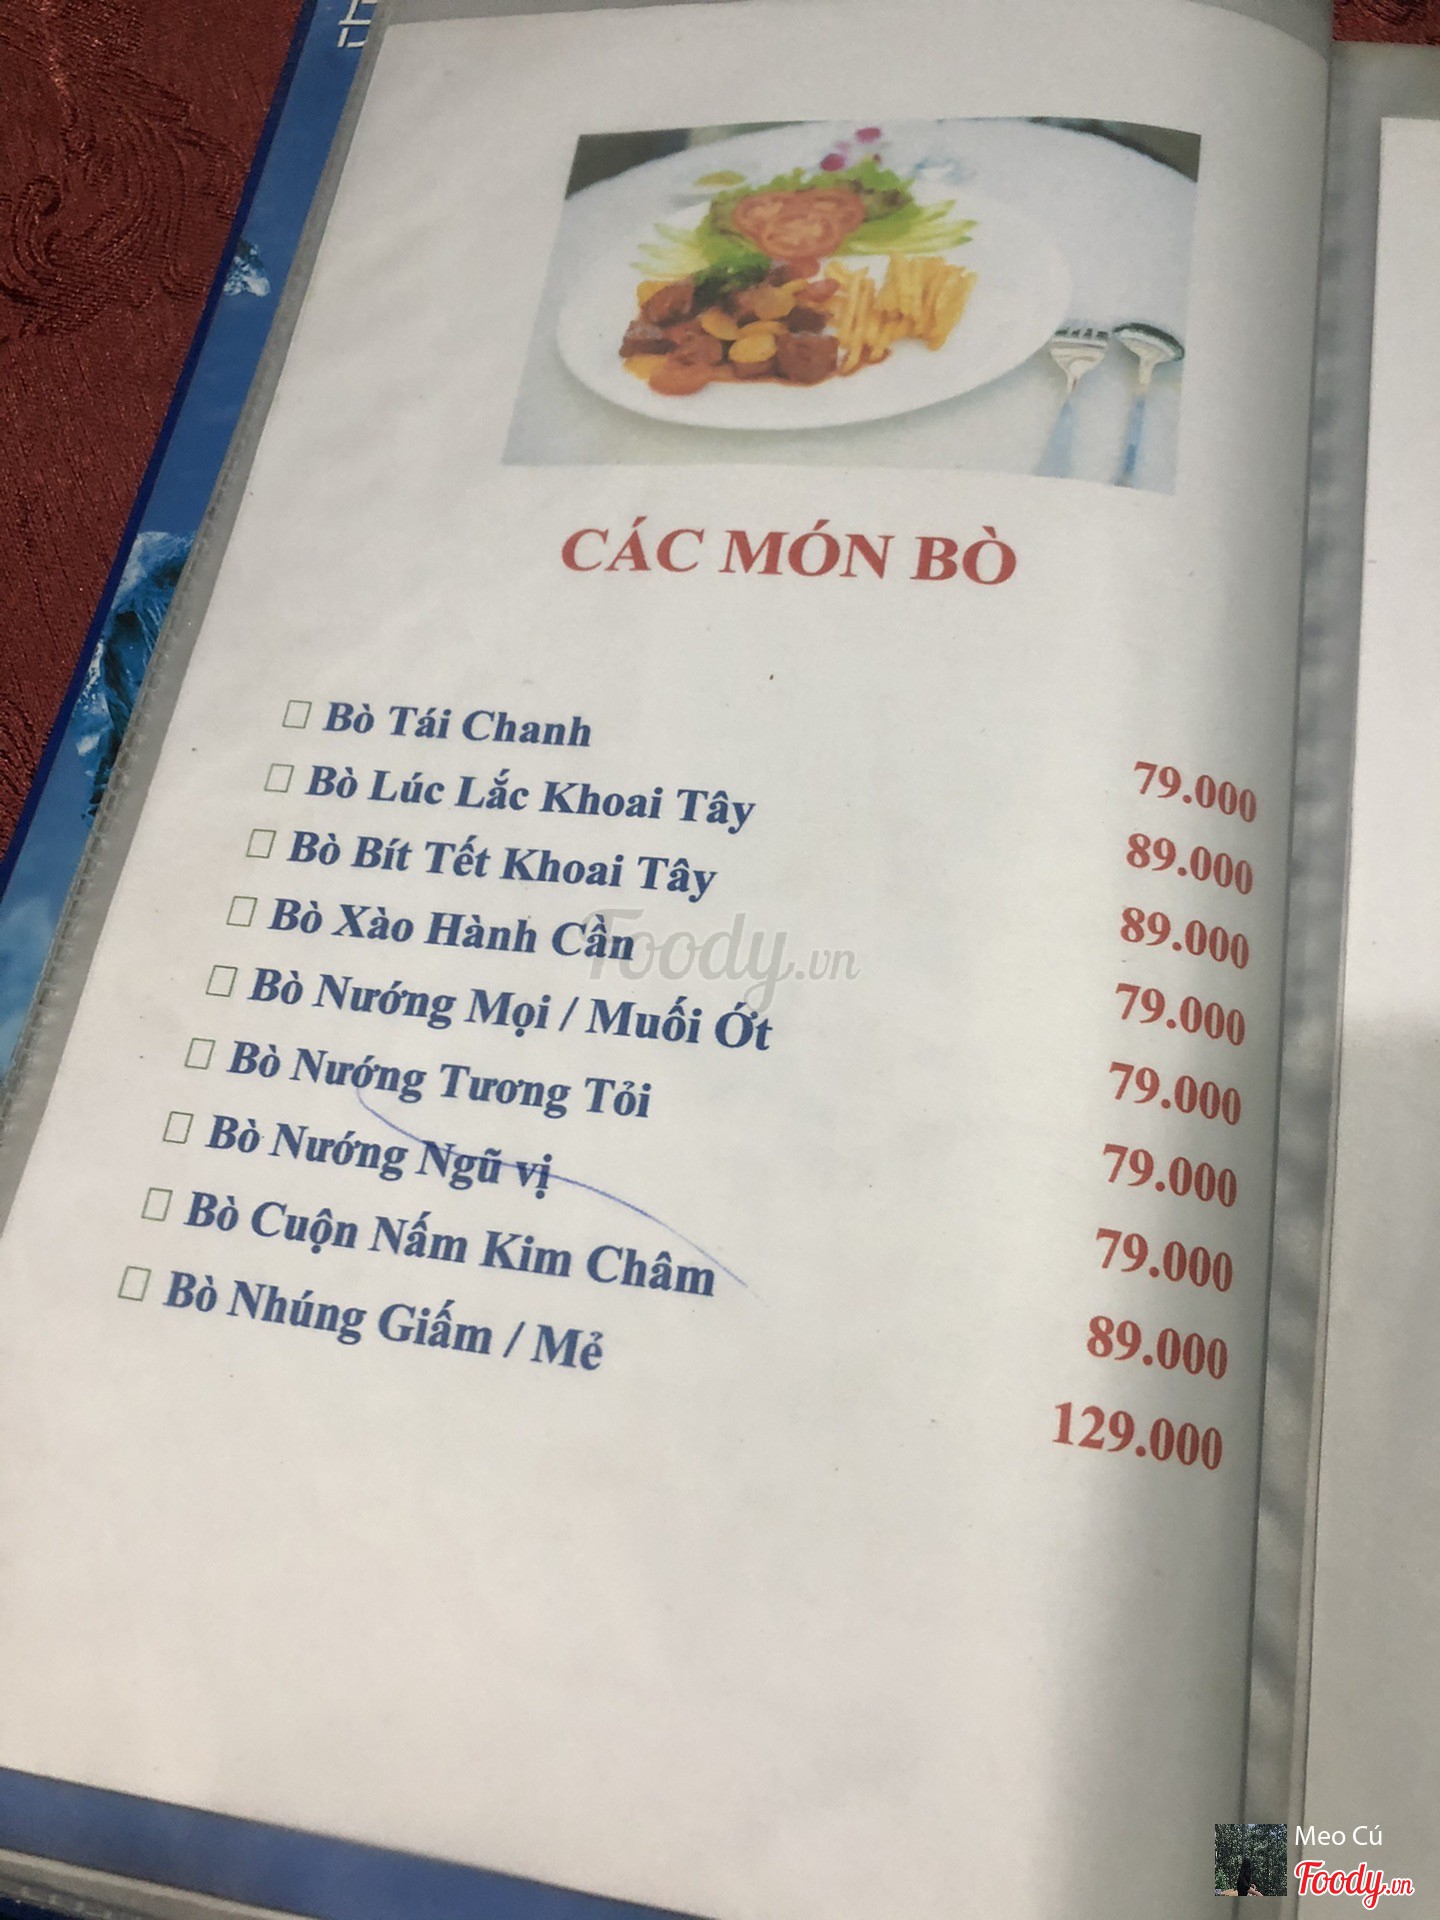 CÁC MÓN BÒ
□ Bò Tái Chanh 79.000
□ Bò Lúc Lắc Khoai Tây 89.000
□ Bò Bít Tết Khoai Tây 89.000
□ Bò Xào Hành Cần 79.000
□ Bò Nướng Mọi / Muối Ớt 79.000
□ Bò Nướng Tương Tỏi 79.000
□ Bò Nướng Ngũ vị 79.000
□ Bò Cuộn Nấm Kim Châm 89.000
□ Bò Nhúng Giấm / Mẻ 129.000
Foody.vn
Meo Cú
Foody.vn